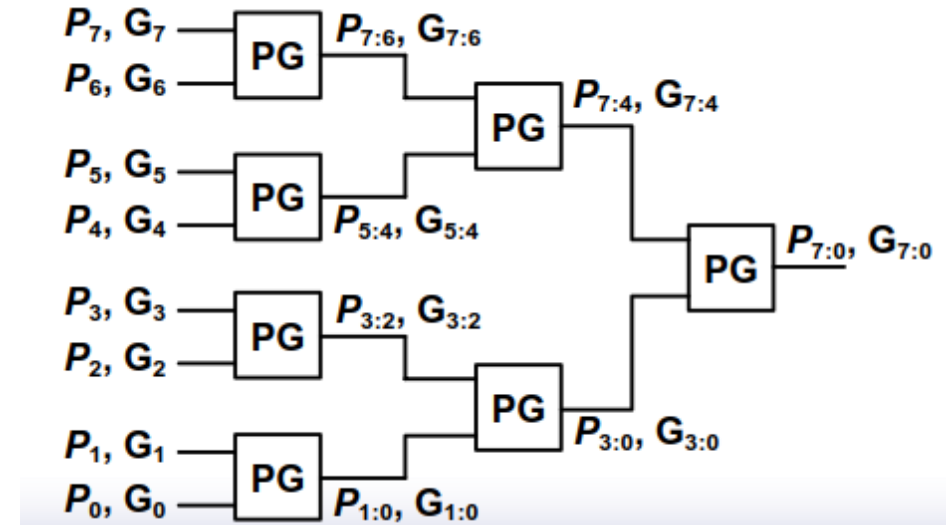 P7, G7
PG
P7:6, G7:6
P6, G6
PG
P7:4, G7:4
P5, G5
PG
P4, G4
P5:4, G5:4
PG
P7:0, G7:0
P3, G3
PG
P3:2, G3:2
P2, G2
PG
P3:0, G3:0
P1, G1
PG
P0, G0
P1:0, G1:0